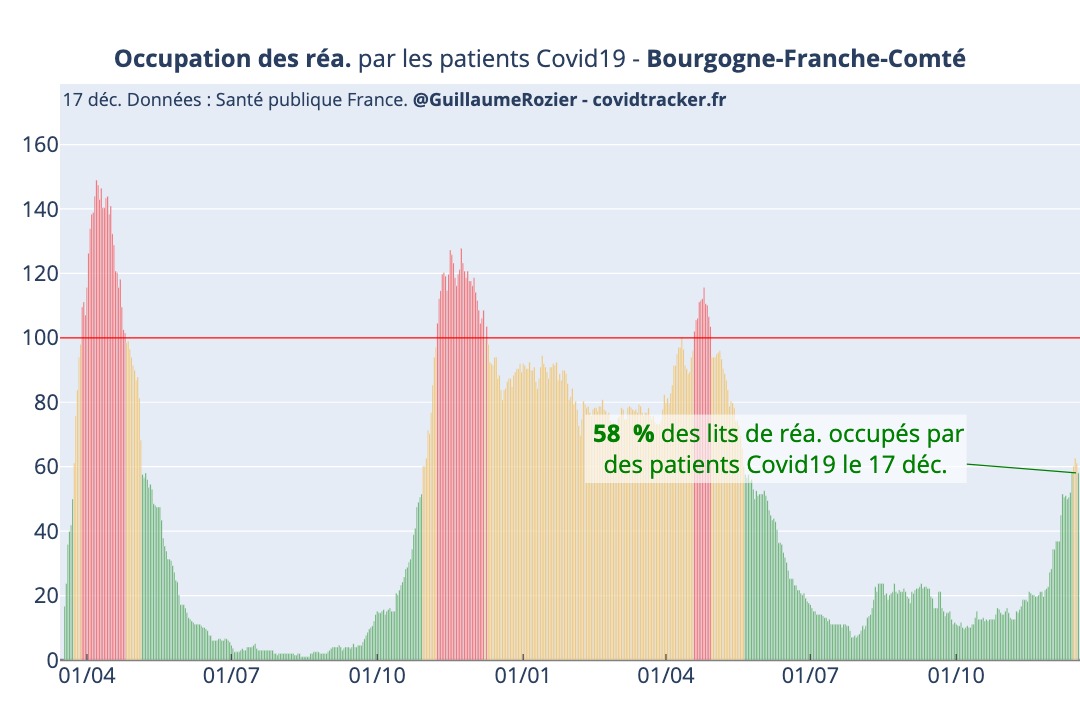 Occupation des réa. par les patients Covid19 - Bourgogne-Franche-Comté
17 déc. Données : Santé publique France. @GuillaumeRozier - covidtracker.fr
160
140
120
100
80
60
40
20
0
58 % des lits de réa. occupés par
des patients Covid19 le 17 déc.
01/04 01/07 01/10 01/01 01/04 01/07 01/10